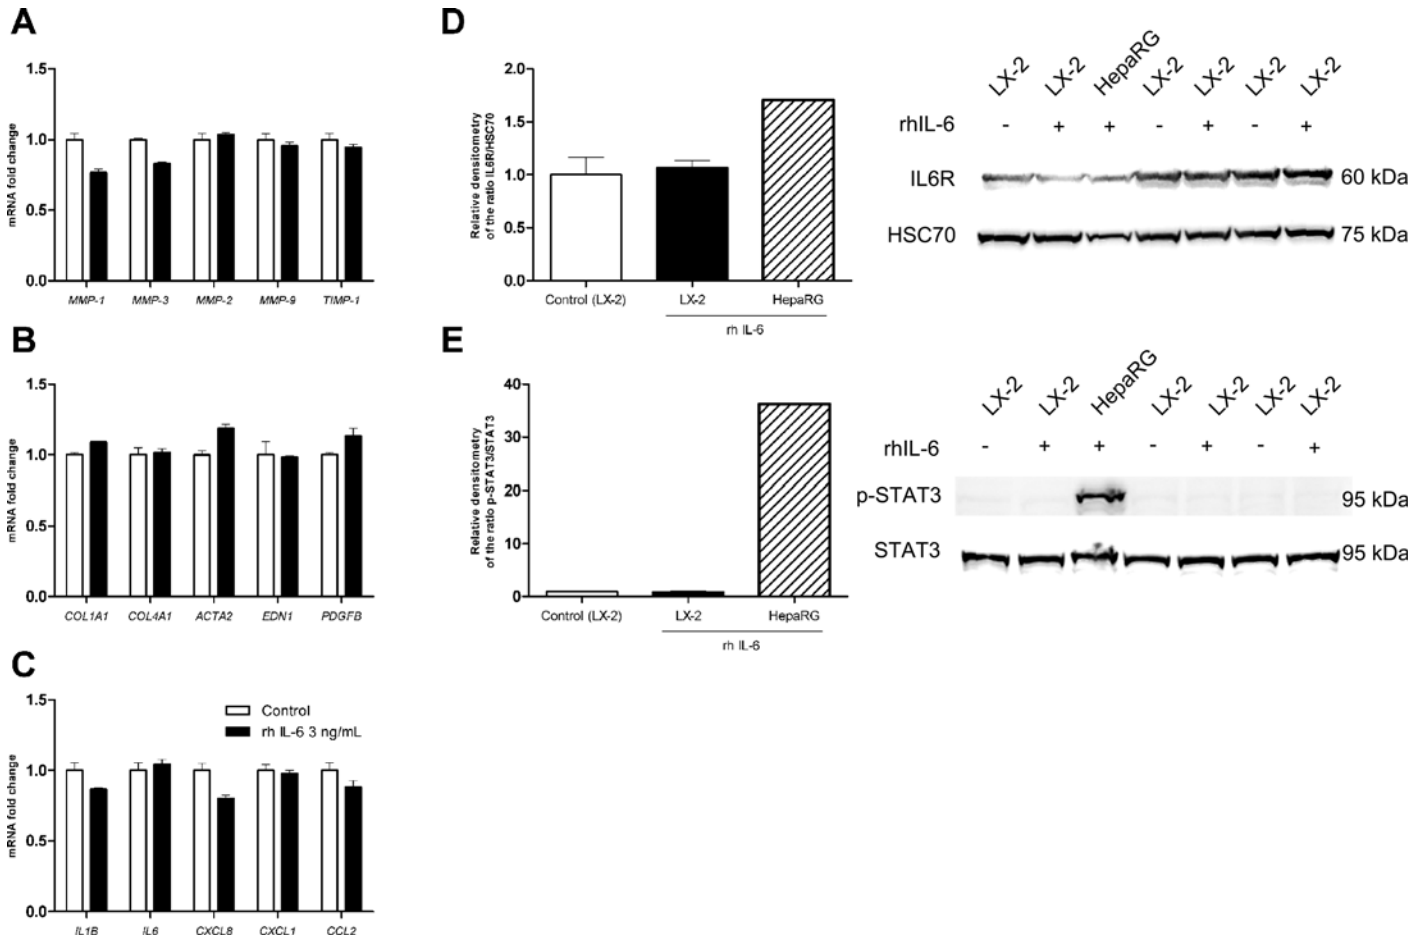 A
1.5
1.0
0.5
0.0
mRNA fold change
MMP-1 MMP-3 MMP-2 MMP-9 TIMP-1
B
1.5
1.0
0.5
0.0
mRNA fold change
COL1A1 COL4A1 ACTA2 EDN1 PDGFB
C
1.5
1.0
0.5
0.0
mRNA fold change
Control
rh IL-6 3 ng/mL
IL1B IL6 CXCL8 CXCL1 CCL2
D
2.0
1.5
1.0
0.5
0.0
Relative densitometry
of the ratio IL6R/HSC70
Control (LX-2) LX-2 HepaRG
rh IL-6
LX-2 LX-2 HepaRG LX-2 LX-2 LX-2 LX-2
rhIL-6 - + + - + - +
IL6R 60 kDa
HSC70 75 kDa
E
40
30
20
10
0
Relative densitometry
of the ratio p-STAT3/STAT3
Control (LX-2) LX-2 HepaRG
rh IL-6
LX-2 LX-2 HepaRG LX-2 LX-2 LX-2 LX-2
rhIL-6 - + + - + - +
p-STAT3 95 kDa
STAT3 95 kDa